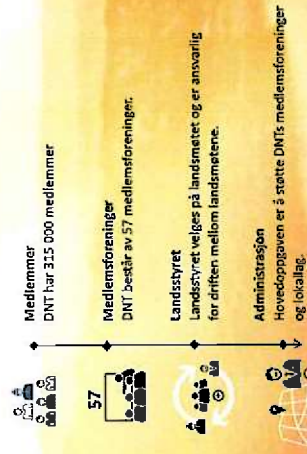 Medlemmer
DNT har 315 000 medlemmer
57
Medlemsforeninger
DNT består av 57 medlemsforeninger.
Landsstyret
Landsstyret velges på landsmøtet og er ansvarlig
for driften mellom landsmøtene.
Administrasjon
Hovedoppgaven er å støtte DNTs medlemsforeninger
og lokallag.